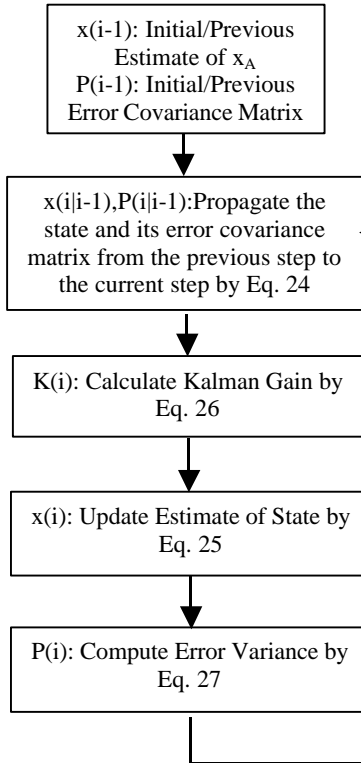 x(i-1): Initial/Previous
Estimate of xA
P(i-1): Initial/Previous
Error Covariance Matrix
x(i|i-1),P(i|i-1):Propagate the
state and its error covariance
matrix from the previous step to
the current step by Eq. 24
K(i): Calculate Kalman Gain by
Eq. 26
x(i): Update Estimate of State by
Eq. 25
P(i): Compute Error Variance by
Eq. 27